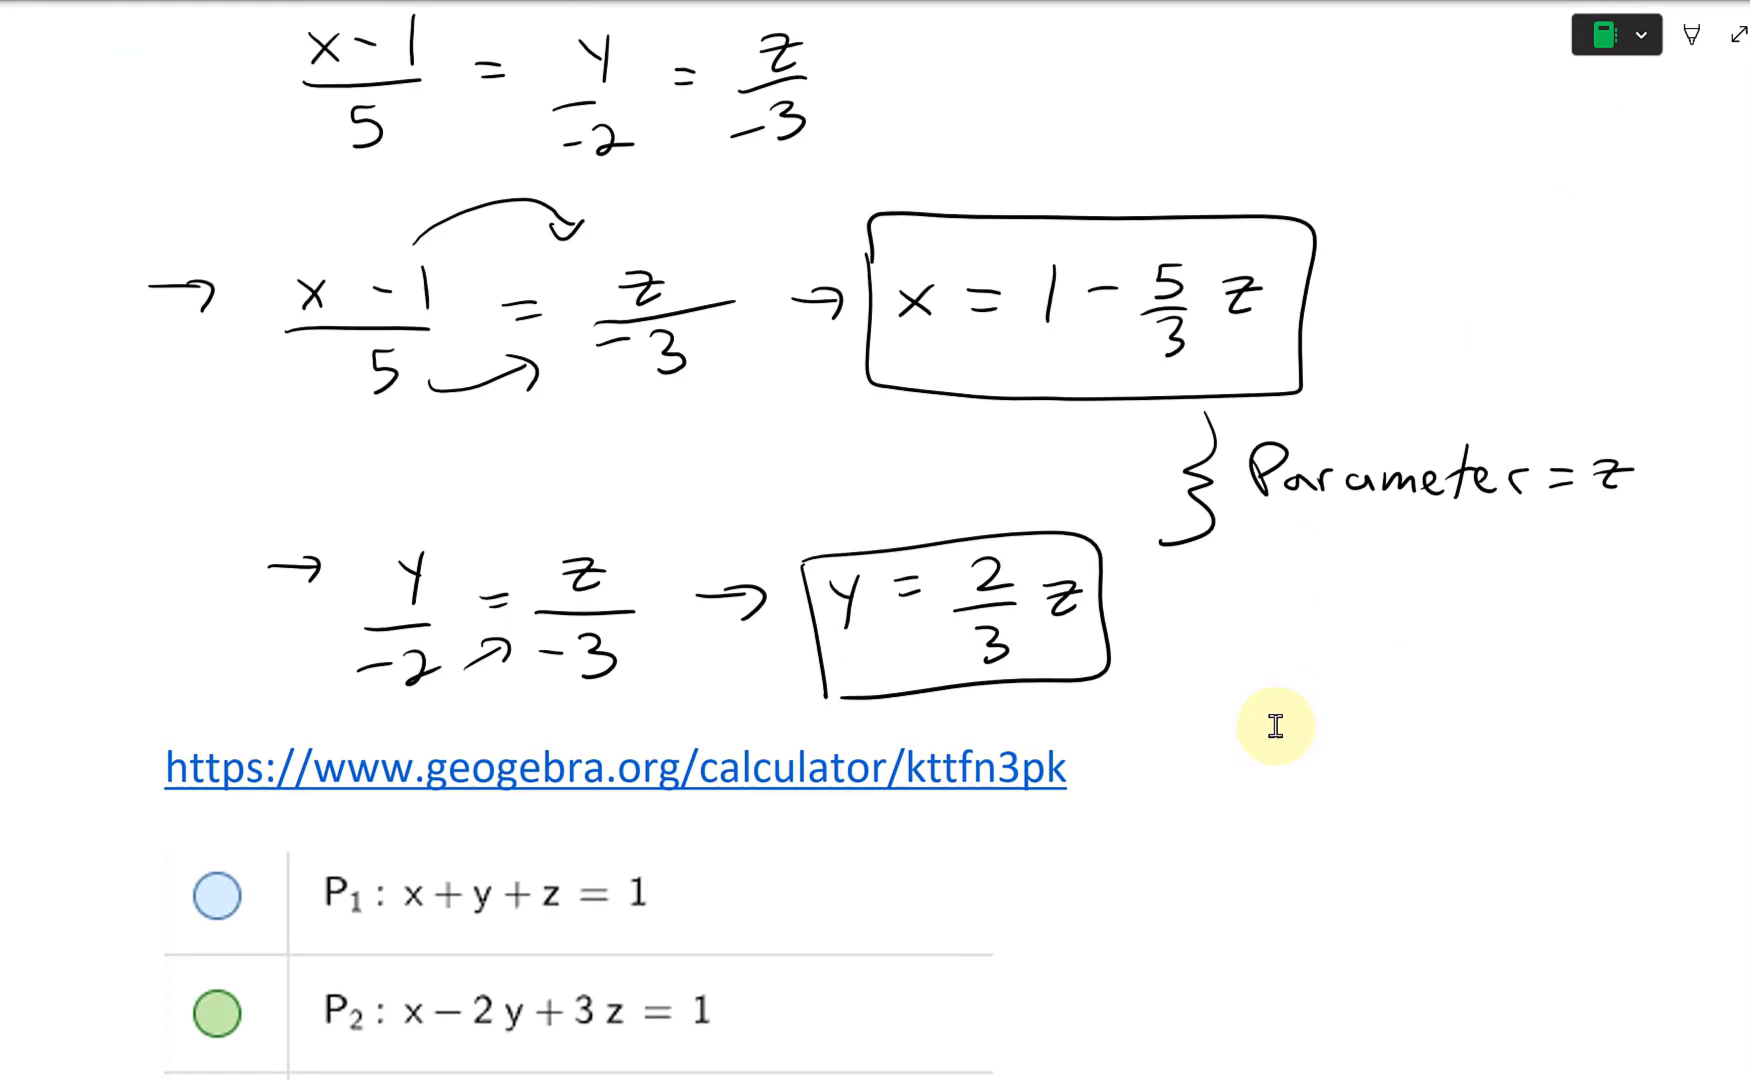 (x - 1)/5 = y/-2 = z/-3
→ (x - 1)/5 = z/-3 → x = 1 - 5/3 z
} Parameter = z
→ y/-2 = z/-3 → y = 2/3 z
https://www.geogebra.org/calculator/kttfn3pk
P₁ : x + y + z = 1
P₂ : x − 2 y + 3 z = 1